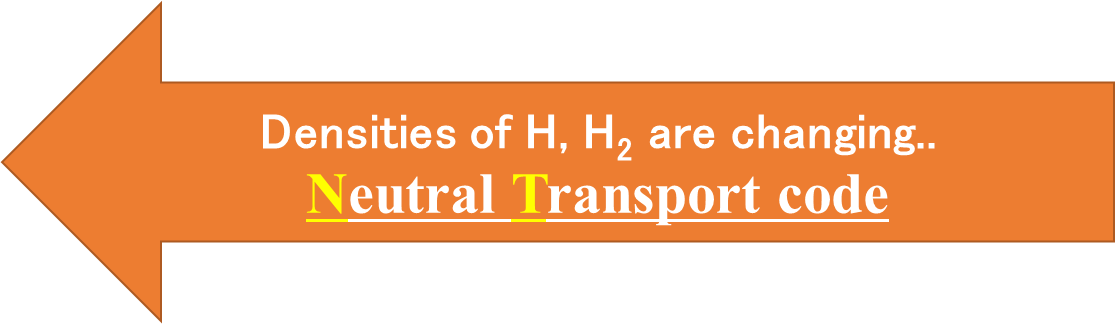 Densities of H, H₂ are changing..
Neutral Transport code